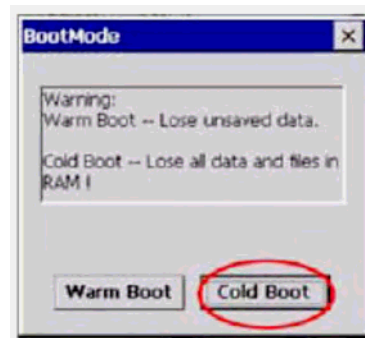 BootMode
Warning:
Warm Boot -- Lose unsaved data.
Cold Boot -- Lose all data and files in
RAM !
Warm Boot Cold Boot